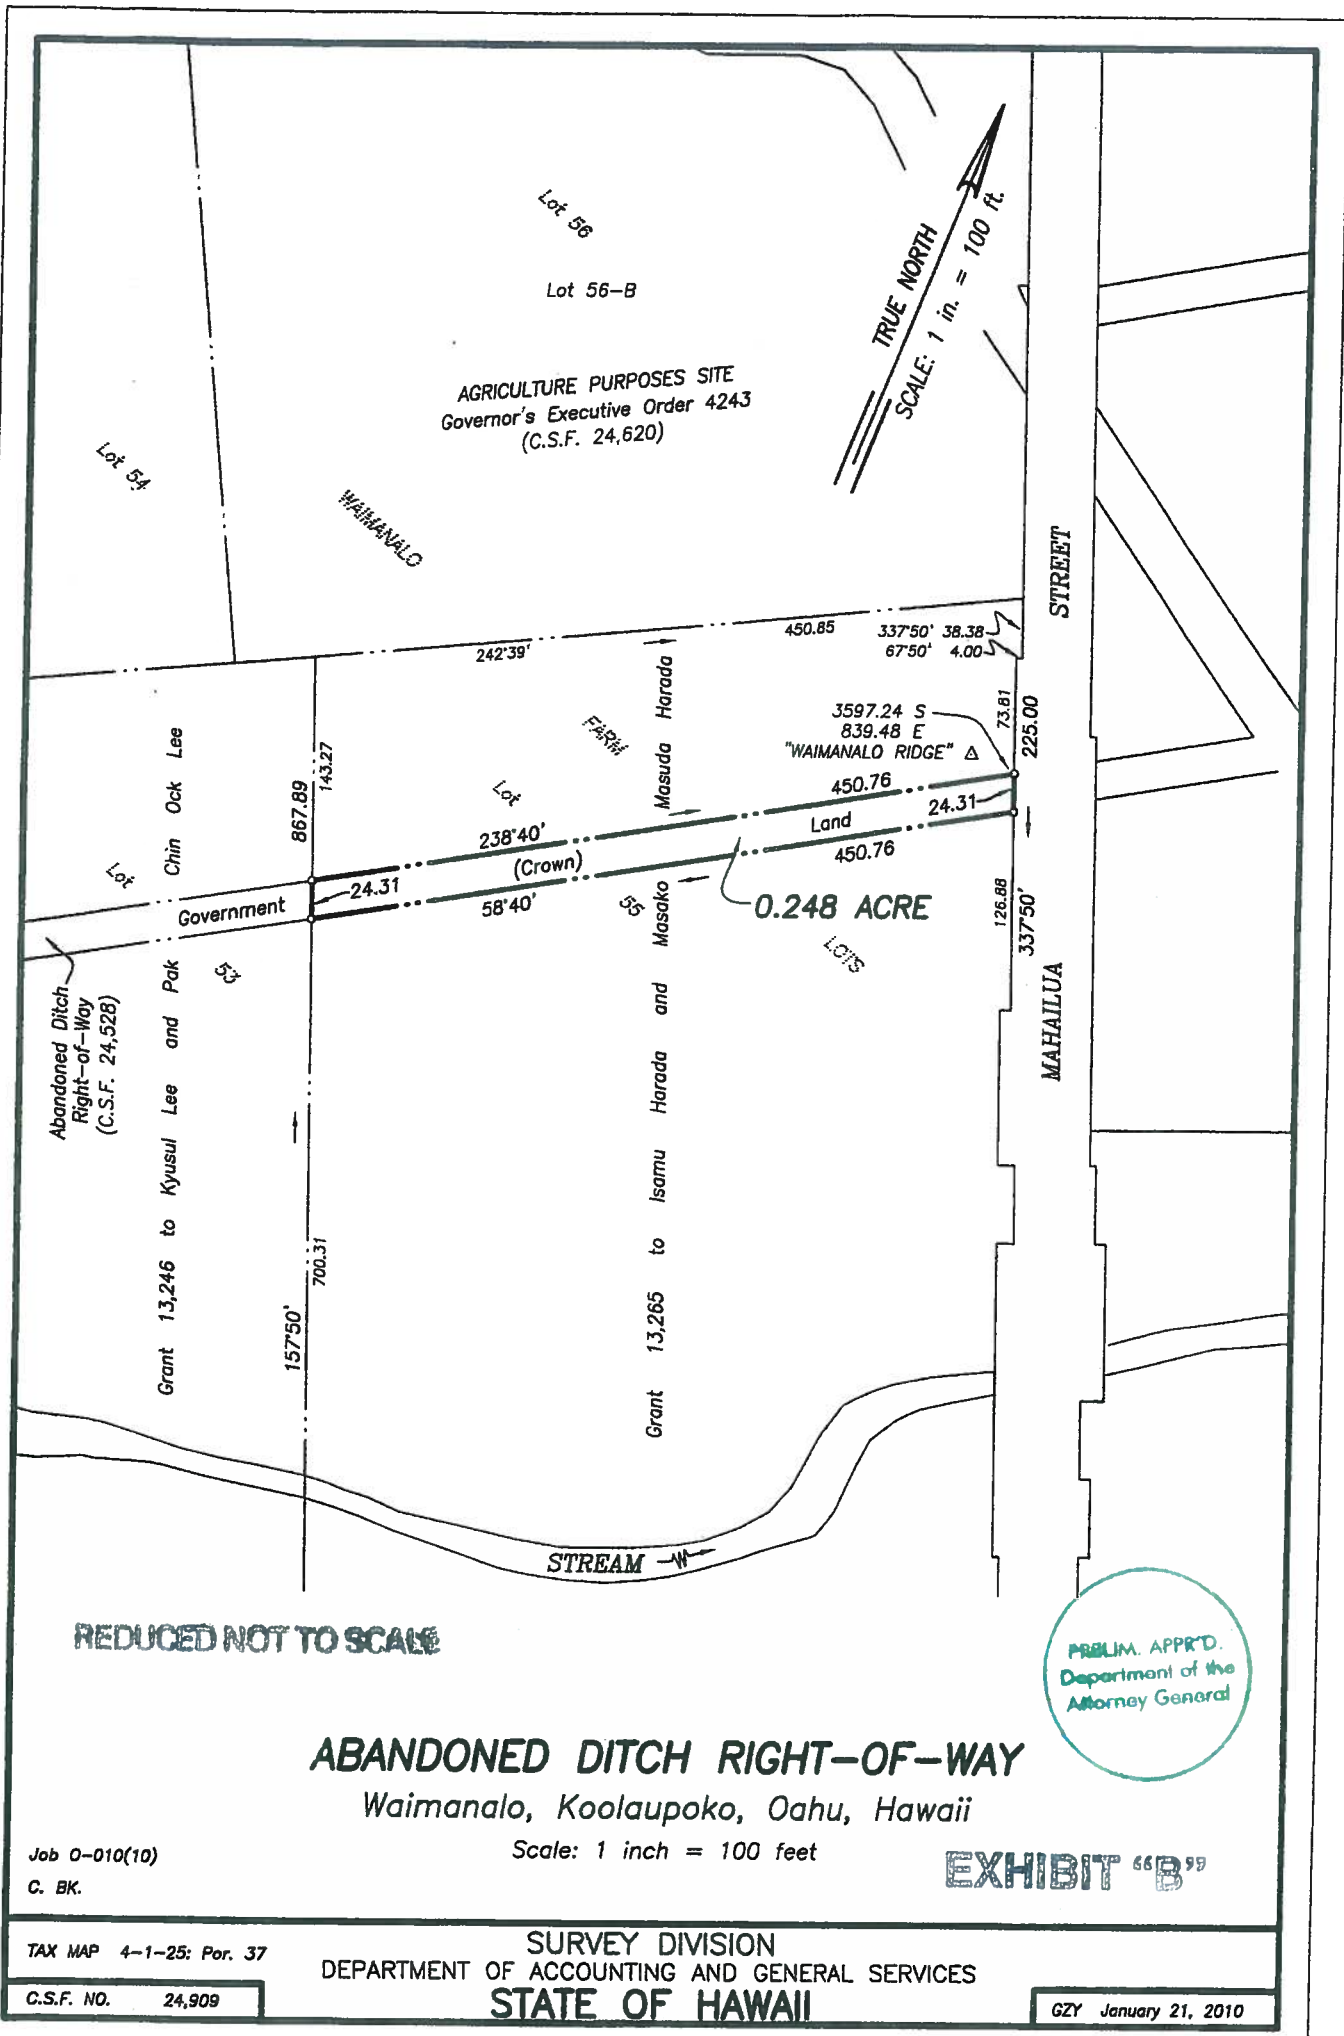 Lot 56
Lot 56-B
TRUE NORTH
SCALE: 1 in. = 100 ft.
AGRICULTURE PURPOSES SITE
Governor's Executive Order 4243
(C.S.F. 24,620)
Lot 54
WAIMANALO
MAHAILUA STREET
242°39'
450.85
337°50' 38.38
67°50' 4.00
3597.24 S
839.48 E
"WAIMANALO RIDGE"
73.81
225.00
867.89
143.27
FARM
Lot
450.76
24.31
238°40'
Land
(Crown)
450.76
24.31
58°40'
55
0.248 ACRE
LOTS
126.88
337°50'
Lot
Government
53
Abandoned Ditch
Right-of-Way
(C.S.F. 24,528)
Grant 13,246 to Kyusul Lee and Pak Chin Ock Lee
Grant 13,265 to Isamu Harada and Masako Masuda Harada
700.31
157°50'
STREAM
REDUCED NOT TO SCALE
PRELIM. APPR'D.
Department of the
Attorney General
ABANDONED DITCH RIGHT-OF-WAY
Waimanalo, Koolaupoko, Oahu, Hawaii
Scale: 1 inch = 100 feet
Job O-010(10)
C. BK.
EXHIBIT "B"
TAX MAP 4-1-25: Por. 37
C.S.F. NO. 24,909
SURVEY DIVISION
DEPARTMENT OF ACCOUNTING AND GENERAL SERVICES
STATE OF HAWAII
GZY January 21, 2010